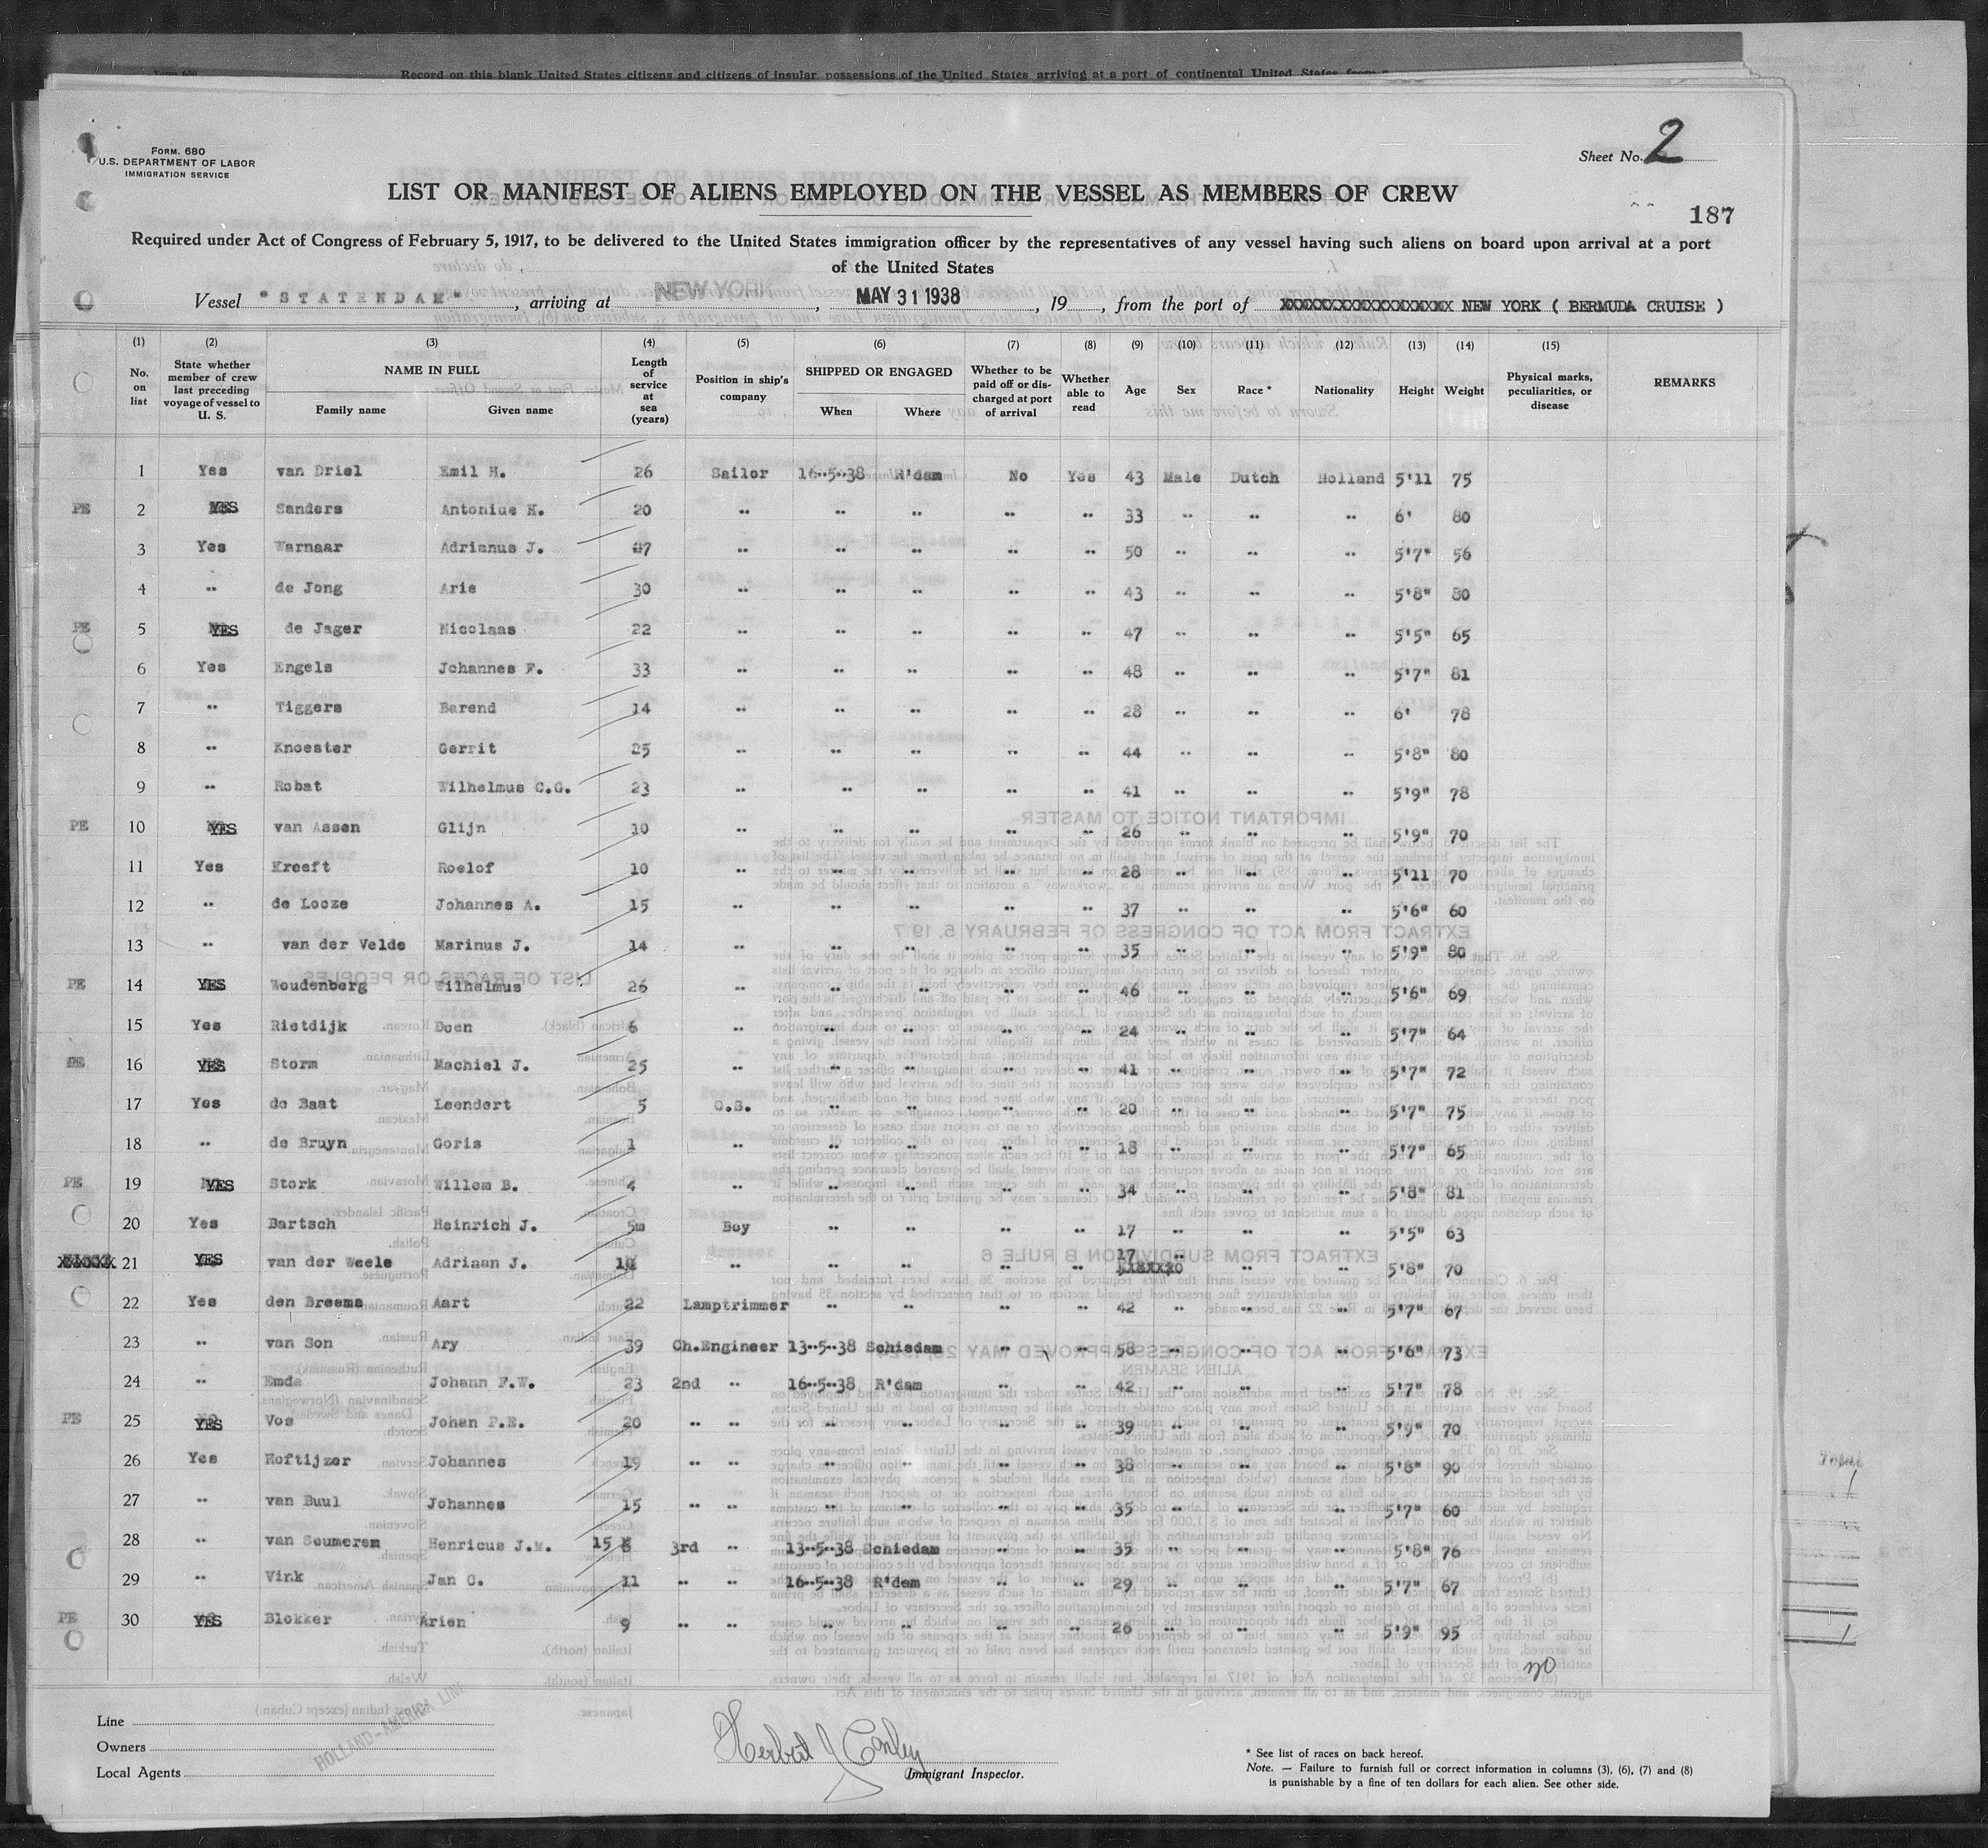 Record on this blank United States citizens and citizens of insular possessions of the United States arriving at a port of continental United States from
FORM. 680
U.S. DEPARTMENT OF LABOR
IMMIGRATION SERVICE
Sheet No. 2
LIST OR MANIFEST OF ALIENS EMPLOYED ON THE VESSEL AS MEMBERS OF CREW
187
Required under Act of Congress of February 5, 1917, to be delivered to the United States immigration officer by the representatives of any vessel having such aliens on board upon arrival at a port
of the United States
Vessel "STATENDAM", arriving at NEW YORK, MAY 31 1938, 19, from the port of XXXXXXXXXXXXXXXXXX NEW YORK ( BERMUDA CRUISE )
(1) (2) (3) (4) (5) (6) (7) (8) (9) (10) (11) (12) (13) (14) (15)
No. on list State whether member of crew last preceding voyage of vessel to U. S. NAME IN FULL Family name Given name Length of service at sea (years) Position in ship's company SHIPPED OR ENGAGED When Where Whether to be paid off or discharged at port of arrival Whether able to read Age Sex Race * Nationality Height Weight Physical marks, peculiarities, or disease REMARKS
1 Yes van Driel Emil H. 26 Sailor 16-5-38 R'dam No Yes 43 Male Dutch Holland 5'11 75
PE 2 YES Sanders Antonius H. 20 " " " " " 33 " " " 6' 80
3 Yes Warnaar Adrianus J. 37 " " " " " 50 " " " 5'7" 56
4 " de Jong Arie 30 " " " " " 43 " " " 5'8" 80
PE 5 YES de Jager Nicolaas 22 " " " " " 47 " " " 5'5" 65
6 Yes Engels Johannes F. 33 " " " " " 48 " " " 5'7" 81
7 " Tiggers Barend 14 " " " " " 28 " " " 6' 78
8 " Knoester Gerrit 25 " " " " " 44 " " " 5'8" 80
9 " Robat Wilhelmus C.G. 23 " " " " " 41 " " " 5'9" 78
PE 10 YES van Assen Glijn 10 " " " " " 26 " " " 5'9" 70
11 Yes Kreeft Roelof 10 " " " " " 28 " " " 5'11 70
12 " de Looze Johannes A. 15 " " " " " 37 " " " 5'6" 60
13 " van der Velde Marinus J. 14 " " " " " 35 " " " 5'9" 80
PE 14 YES Woudenberg Wilhelmus 26 " " " " " 46 " " " 5'6" 69
15 Yes Rietdijk Deen 6 " " " " " 24 " " " 5'7" 64
PE 16 YES Storm Machiel J. 25 " " " " " 41 " " " 5'7" 72
17 Yes de Baat Leendert 5 O.S. " " " " 20 " " " 5'7" 75
18 " de Bruyn Goris 1 " " " " " 18 " " " 5'7" 65
PE 19 YES Stork Willem B. 4 " " " " " 34 " " " 5'8" 81
20 Yes Bartsch Heinrich J. 5m Boy " " " " 17 " " " 5'5" 63
21 YES van der Weele Adriaan J. " " " " " 17 " " " 5'8" 70
22 Yes den Breems Aart 22 Lamptrimmer " " " " 42 " " " 5'7" 67
23 " van Son Ary 39 Ch.Engineer 13-5-38 Schiedam " " 58 " " " 5'6" 73
24 " Emda Johann F.W. 23 2nd " 16-5-38 R'dam " " 42 " " " 5'7" 78
PE 25 YES Vos Johan P.E. 20 " " " " " " 39 " " " 5'9" 70
26 Yes Hoftijzer Johannes 19 " " " " " " 38 " " " 5'8" 90
27 " van Buul Johannes 15 " " " " " " 35 " " " 5'7" 60
28 " van Seumeren Henricus J.M. 15 3rd " 13-5-38 Schiedam " " 35 " " " 5'8" 76
29 " Vink Jan C. 11 " " 16-5-38 R'dam " " 29 " " " 5'7" 67
PE 30 YES Blokker Arien 9 " " " " " " 26 " " " 5'9" 95
Line
Owners
Local Agents
HOLLAND-AMERICA LINE
Herbert J Conley
Immigrant Inspector.
* See list of races on back hereof.
Note. — Failure to furnish full or correct information in columns (3), (6), (7) and (8)
is punishable by a fine of ten dollars for each alien. See other side.